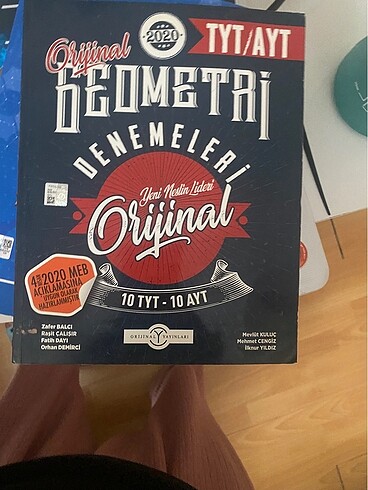 2020
TYT/AYT
Orijinal
GEOMETRİ
DENEMELERİ
Yeni Neslin Lideri
Orijinal
4 MAYIS 2020 MEB
AÇIKLAMASINA
UYGUN OLARAK
HAZIRLANMIŞTIR
10 TYT - 10 AYT
Zafer BALCI
Raşit ÇALIŞIR
Fatih DAYI
Orhan DEMİRCİ
ORİJİNAL YAYINLARI
Mevlüt KULUÇ
Mehmet CENGİZ
İlknur YILDIZ